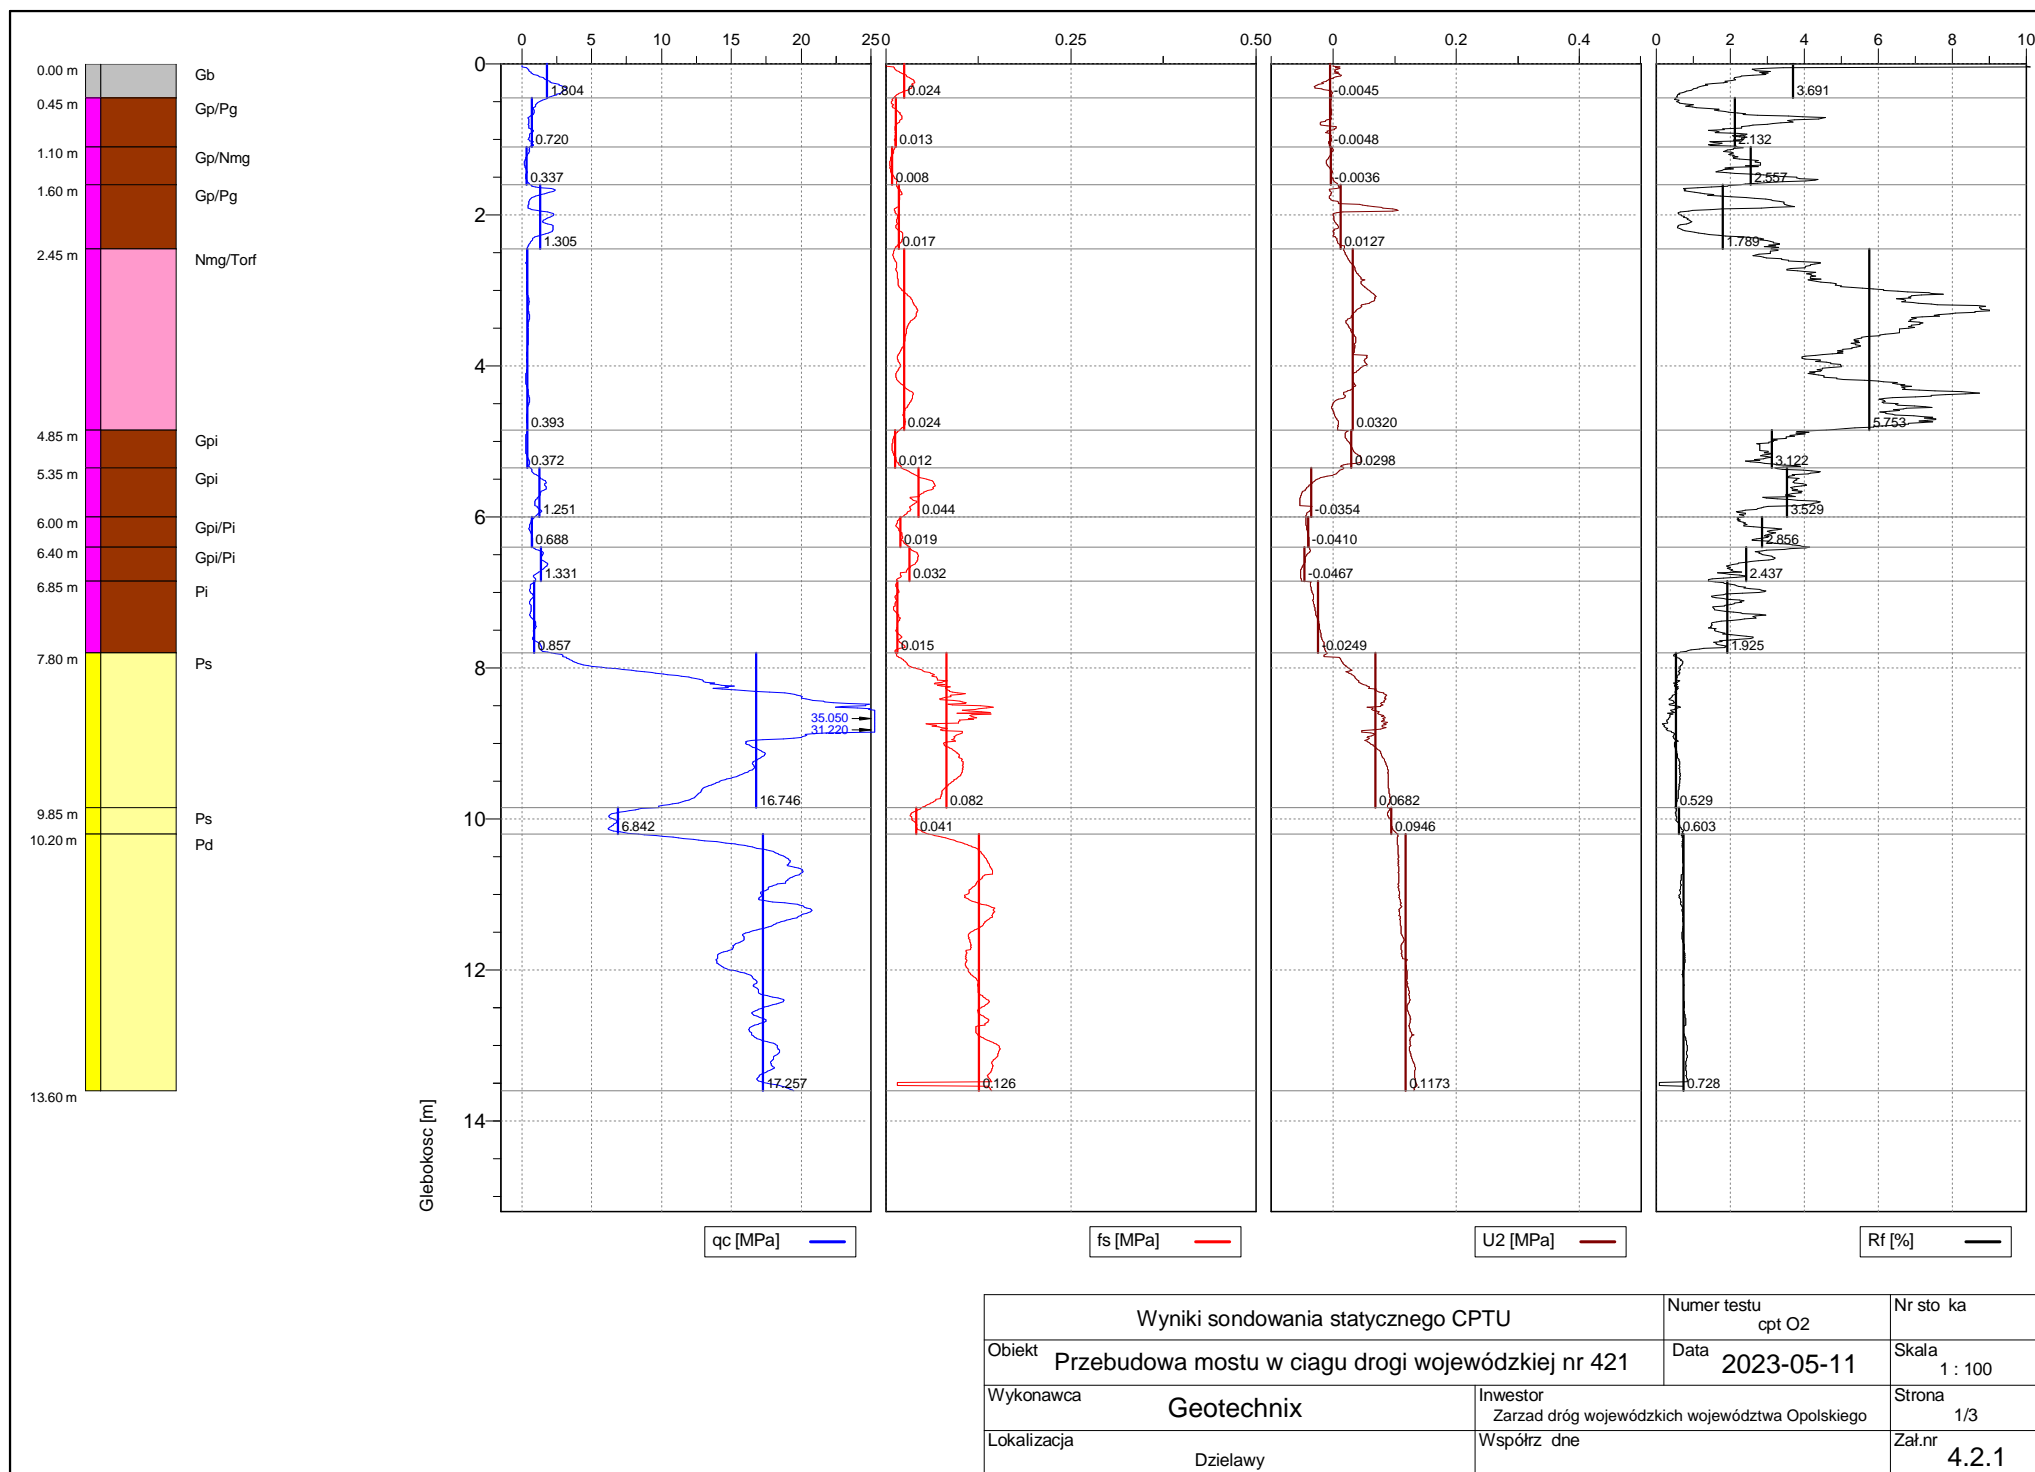 0 5 10 15 20 25
0 0.25 0.50
0 0.2 0.4
0 2 4 6 8 10
0
2
4
6
8
10
12
14
Glebokosc [m]
0.00 m Gb
0.45 m Gp/Pg
1.10 m Gp/Nmg
1.60 m Gp/Pg
2.45 m Nmg/Torf
4.85 m Gpi
5.35 m Gpi
6.00 m Gpi/Pi
6.40 m Gpi/Pi
6.85 m Pi
7.80 m Ps
9.85 m Ps
10.20 m Pd
13.60 m
1.804 0.024 -0.0045 3.691
0.720 0.013 -0.0048 2.132
0.337 0.008 -0.0036 2.557
1.305 0.017 0.0127 1.789
0.393 0.024 0.0320 5.753
0.372 0.012 0.0298 3.122
1.251 0.044 -0.0354 3.529
0.688 0.019 -0.0410 2.856
1.331 0.032 -0.0467 2.437
0.857 0.015 -0.0249 1.925
35.050
31.220
16.746 0.082 0.0682 0.529
6.842 0.041 0.0946 0.603
17.257 0.126 0.1173 0.728
qc [MPa]
fs [MPa]
U2 [MPa]
Rf [%]
Wyniki sondowania statycznego CPTU
Numer testu
cpt O2
Nr sto ka
Obiekt Przebudowa mostu w ciagu drogi wojewódzkiej nr 421
Data 2023-05-11
Skala
1 : 100
Wykonawca
Geotechnix
Inwestor
Zarzad dróg wojewódzkich województwa Opolskiego
Strona
1/3
Lokalizacja
Dzielawy
Współrz dne
Zał.nr
4.2.1